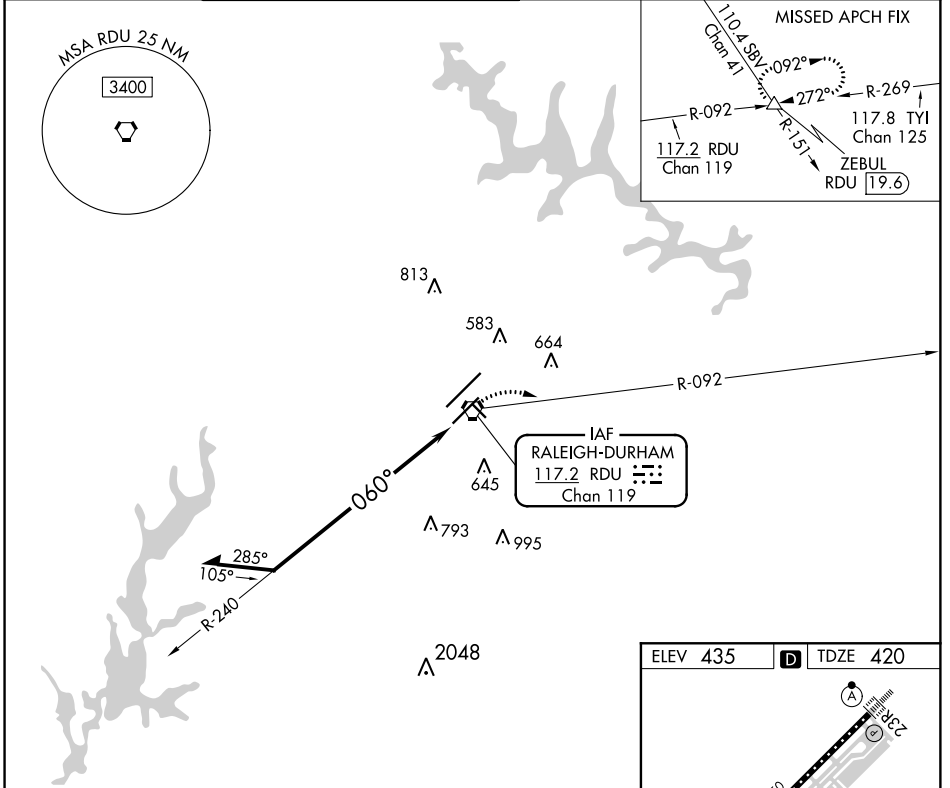 MSA RDU 25 NM
3400
MISSED APCH FIX
110.4 SBV
Chan 41
092°
272°
R-269
117.8 TYI
Chan 125
R-092
117.2 RDU
Chan 119
R-151
ZEBUL
RDU 19.6
813
583
664
R-092
IAF
RALEIGH-DURHAM
117.2 RDU
Chan 119
645
060°
793
995
285°
105°
R-240
2048
ELEV 435
D
TDZE 420
A
23R
P